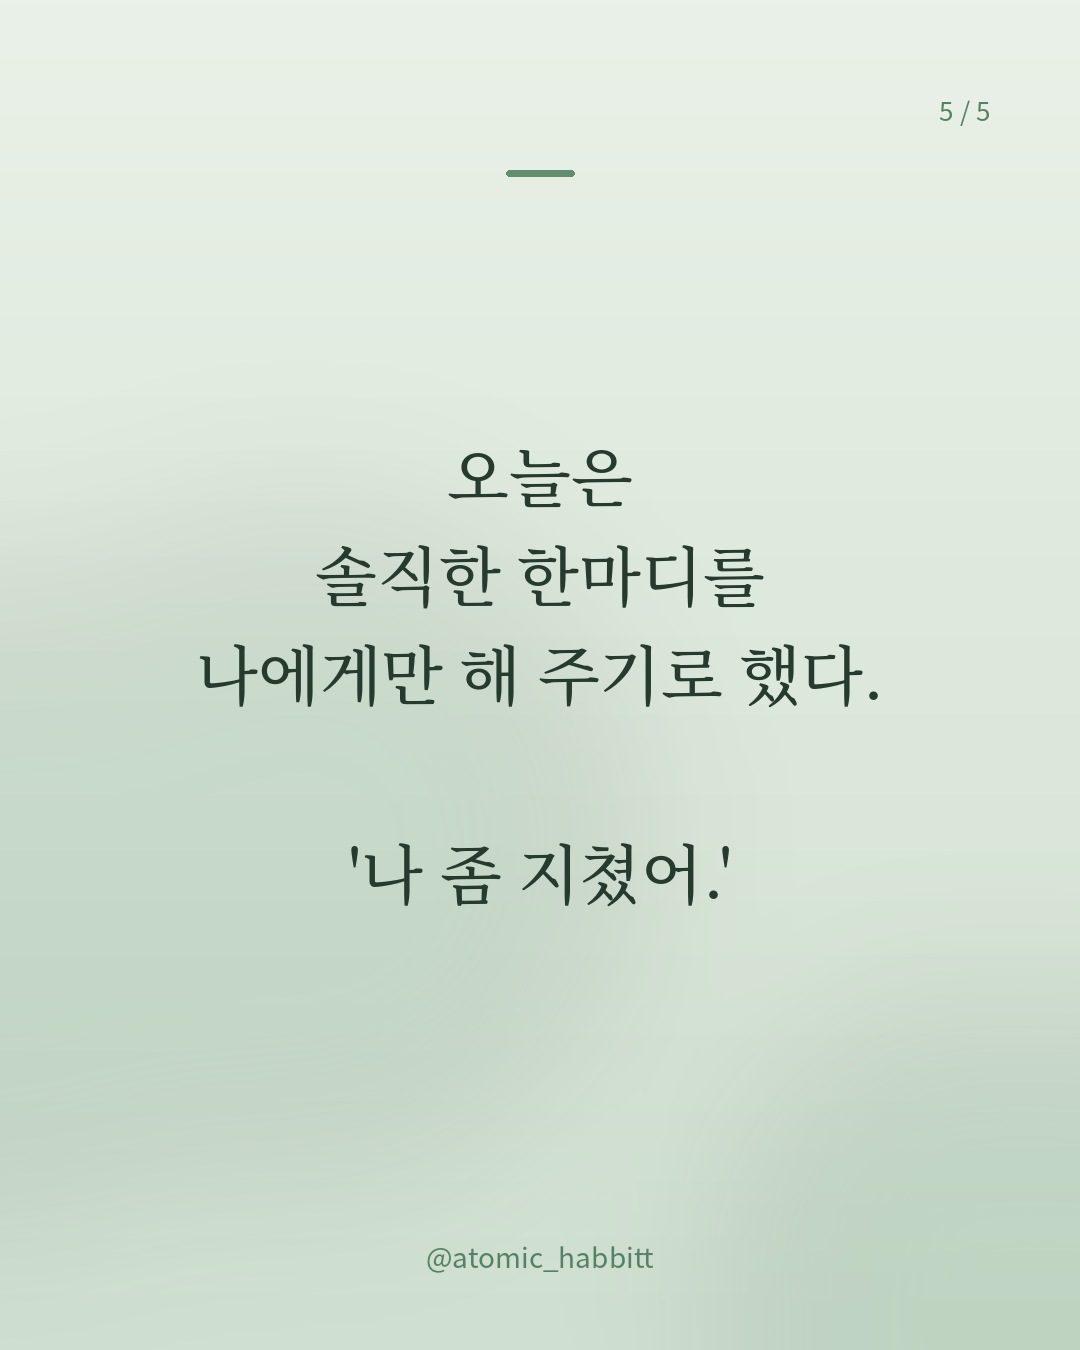 5 / 5
오늘은
솔직한 한마디를
나에게만 해 주기로 했다.
'나 좀 지쳤어.'
@atomic_habbitt